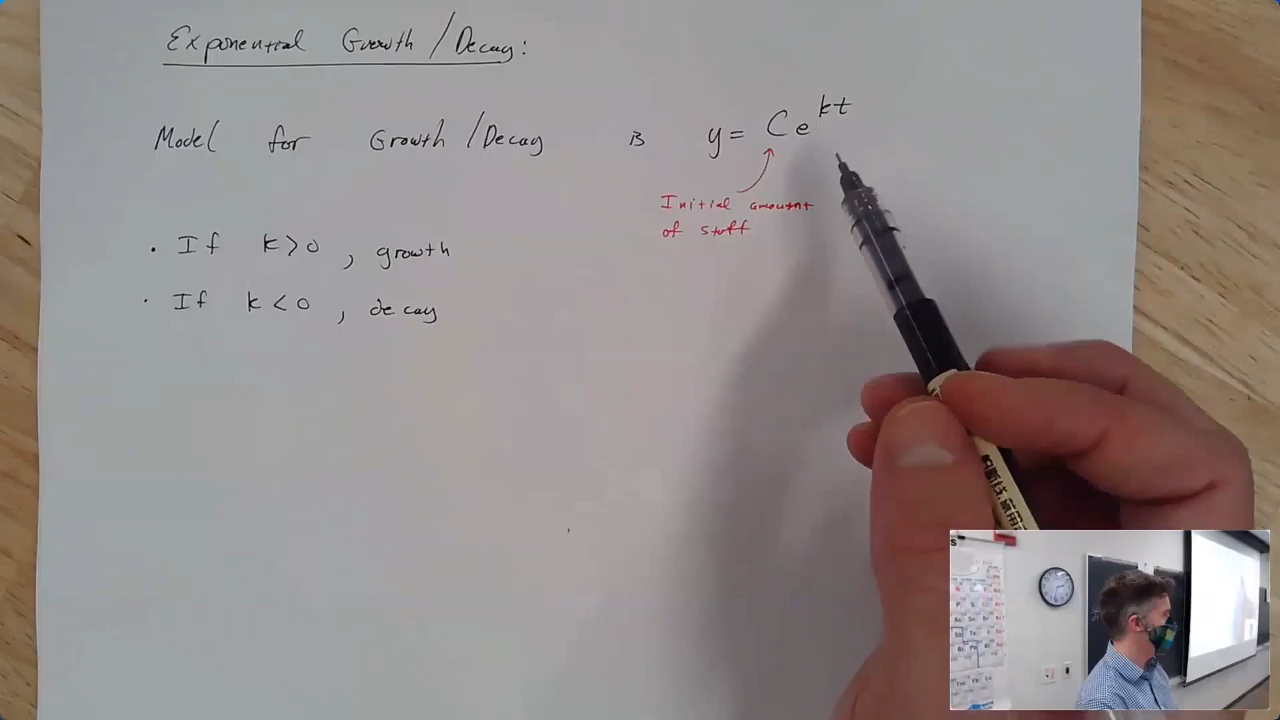 Exponential Growth/Decay:
Model for Growth/Decay is y = Ce^{kt}
Initial amount
of stuff
· If k>0, growth
· If k<0, decay